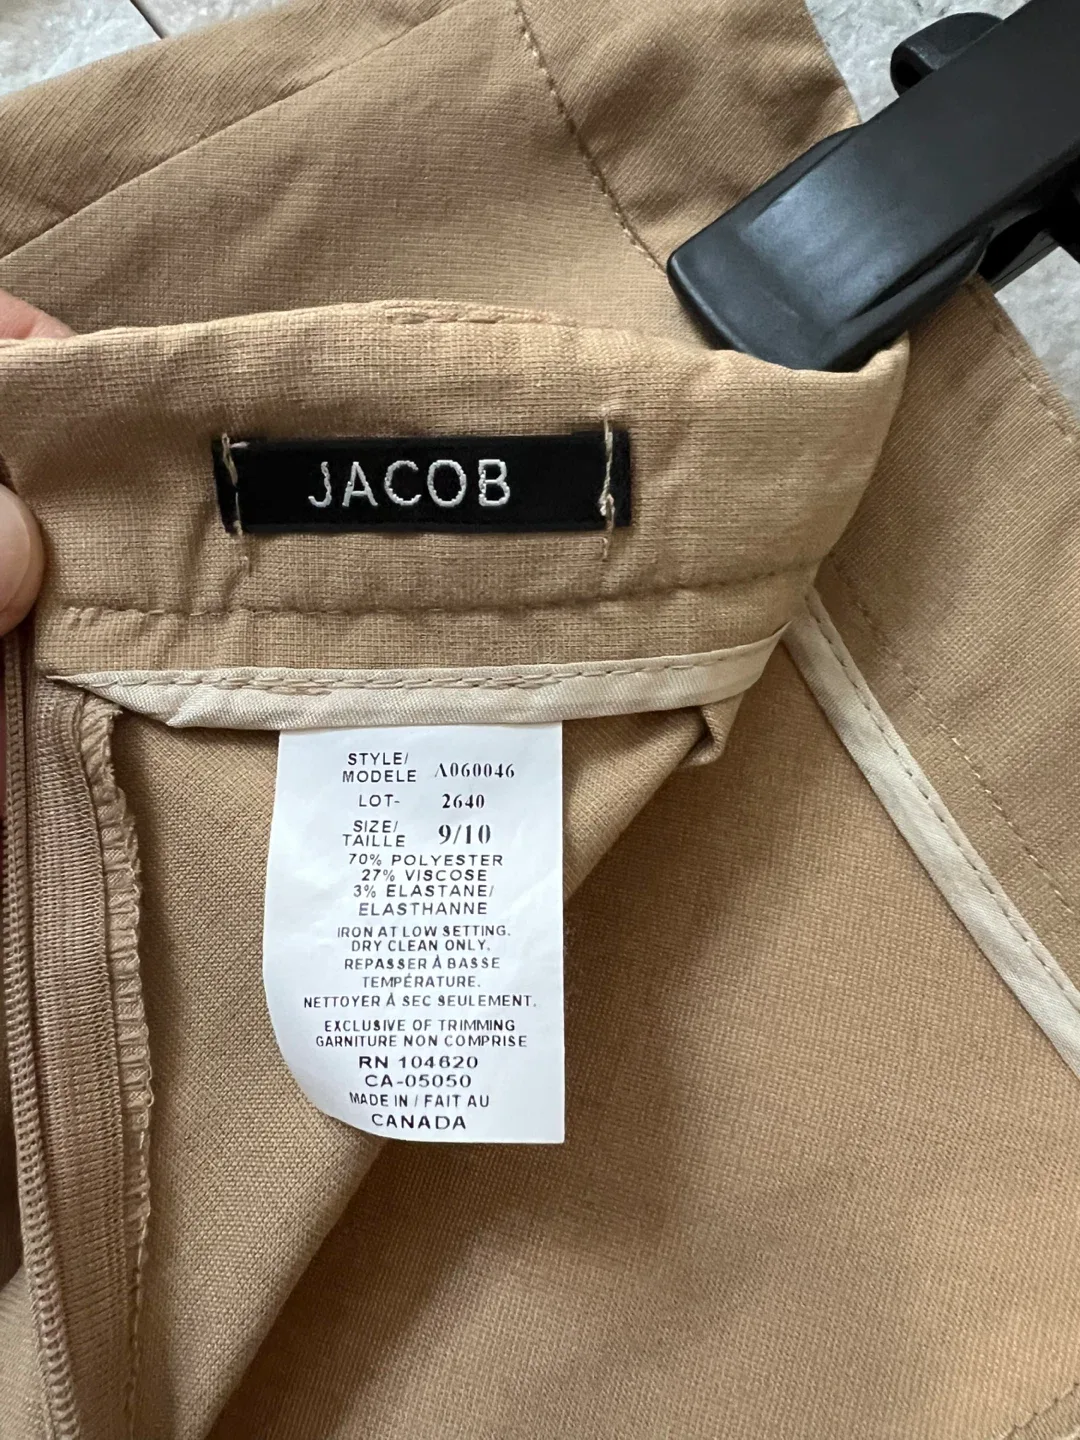 JACOB
STYLE/
MODELE A060046
LOT- 2640
SIZE/
TAILLE 9/10
70% POLYESTER
27% VISCOSE
3% ELASTANE/
ELASTHANNE
IRON AT LOW SETTING.
DRY CLEAN ONLY.
REPASSER À BASSE
TEMPÉRATURE.
NETTOYER À SEC SEULEMENT.
EXCLUSIVE OF TRIMMING
GARNITURE NON COMPRISE
RN 104620
CA-05050
MADE IN / FAIT AU
CANADA